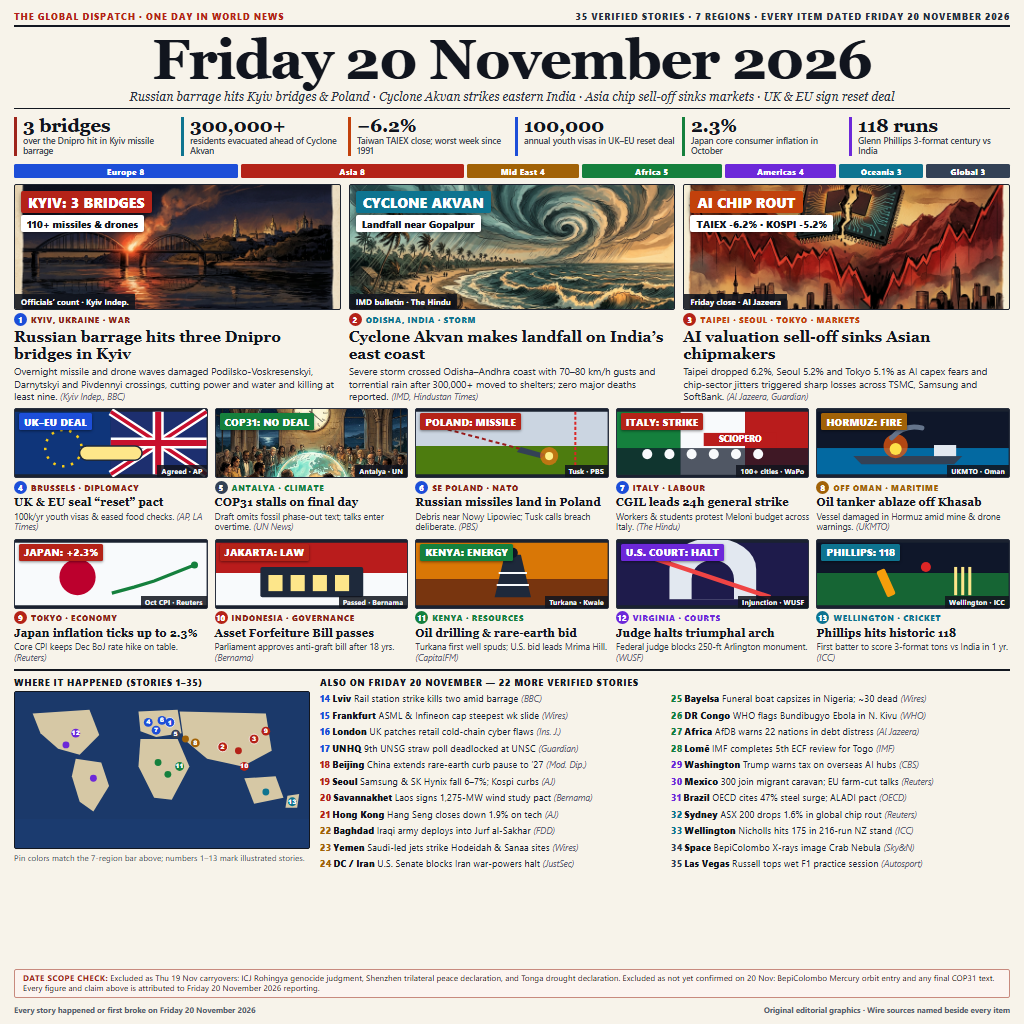 THE GLOBAL DISPATCH · ONE DAY IN WORLD NEWS
35 VERIFIED STORIES · 7 REGIONS · EVERY ITEM DATED FRIDAY 20 NOVEMBER 2026
Friday 20 November 2026
Russian barrage hits Kyiv bridges & Poland · Cyclone Akvan strikes eastern India · Asia chip sell-off sinks markets · UK & EU sign reset deal
3 bridges
over the Dnipro hit in Kyiv missile
barrage
300,000+
residents evacuated ahead of Cyclone
Akvan
−6.2%
Taiwan TAIEX close; worst week since
1991
100,000
annual youth visas in UK–EU reset deal
2.3%
Japan core consumer inflation in
October
118 runs
Glenn Phillips 3-format century vs
India
Europe 8
Asia 8
Mid East 4
Africa 5
Americas 4
Oceania 3
Global 3
KYIV: 3 BRIDGES
110+ missiles & drones
Officials’ count · Kyiv Indep.
1 KYIV, UKRAINE · WAR
Russian barrage hits three Dnipro
bridges in Kyiv
Overnight missile and drone waves damaged Podilsko-Voskresenskyi,
Darnytskyi and Pivdennyi crossings, cutting power and water and killing at
least nine. (Kyiv Indep., BBC)
CYCLONE AKVAN
Landfall near Gopalpur
IMD bulletin · The Hindu
2 ODISHA, INDIA · STORM
Cyclone Akvan makes landfall on India’s
east coast
Severe storm crossed Odisha–Andhra coast with 70–80 km/h gusts and
torrential rain after 300,000+ moved to shelters; zero major deaths
reported. (IMD, Hindustan Times)
AI CHIP ROUT
TAIEX -6.2% · KOSPI -5.2%
Friday close · Al Jazeera
3 TAIPEI · SEOUL · TOKYO · MARKETS
AI valuation sell-off sinks Asian
chipmakers
Taipei dropped 6.2%, Seoul 5.2% and Tokyo 5.1% as AI capex fears and
chip-sector jitters triggered sharp losses across TSMC, Samsung and
SoftBank. (Al Jazeera, Guardian)
UK–EU DEAL
Agreed · AP
4 BRUSSELS · DIPLOMACY
UK & EU seal “reset” pact
100k/yr youth visas & eased food checks. (AP, LA
Times)
COP31: NO DEAL
Antalya · UN
5 ANTALYA · CLIMATE
COP31 stalls on final day
Draft omits fossil phase-out text; talks enter
overtime. (UN News)
POLAND: MISSILE
Tusk · PBS
6 SE POLAND · NATO
Russian missiles land in Poland
Debris near Nowy Lipowiec; Tusk calls breach
deliberate. (PBS)
ITALY: STRIKE
SCIOPERO
100+ cities · WaPo
7 ITALY · LABOUR
CGIL leads 24h general strike
Workers & students protest Meloni budget across
Italy. (The Hindu)
HORMUZ: FIRE
UKMTO · Oman
8 OFF OMAN · MARITIME
Oil tanker ablaze off Khasab
Vessel damaged in Hormuz amid mine & drone
warnings. (UKMTO)
JAPAN: +2.3%
Oct CPI · Reuters
9 TOKYO · ECONOMY
Japan inflation ticks up to 2.3%
Core CPI keeps Dec BoJ rate hike on table.
(Reuters)
JAKARTA: LAW
Passed · Bernama
10 INDONESIA · GOVERNANCE
Asset Forfeiture Bill passes
Parliament approves anti-graft bill after 18 yrs.
(Bernama)
KENYA: ENERGY
Turkana · Kwale
11 KENYA · RESOURCES
Oil drilling & rare-earth bid
Turkana first well spuds; U.S. bid leads Mrima Hill.
(CapitalFM)
U.S. COURT: HALT
Injunction · WUSF
12 VIRGINIA · COURTS
Judge halts triumphal arch
Federal judge blocks 250-ft Arlington monument.
(WUSF)
PHILLIPS: 118
Wellington · ICC
13 WELLINGTON · CRICKET
Phillips hits historic 118
First batter to score 3-format tons vs India in 1 yr.
(ICC)
WHERE IT HAPPENED (STORIES 1–35)
Pin colors match the 7-region bar above; numbers 1–13 mark illustrated stories.
ALSO ON FRIDAY 20 NOVEMBER — 22 MORE VERIFIED STORIES
14 Lviv Rail station strike kills two amid barrage (BBC)
15 Frankfurt ASML & Infineon cap steepest wk slide (Wires)
16 London UK patches retail cold-chain cyber flaws (Ins. J.)
17 UNHQ 9th UNSG straw poll deadlocked at UNSC (Guardian)
18 Beijing China extends rare-earth curb pause to '27 (Mod. Dip.)
19 Seoul Samsung & SK Hynix fall 6–7%; Kospi curbs (AJ)
20 Savannakhet Laos signs 1,275-MW wind study pact (Bernama)
21 Hong Kong Hang Seng closes down 1.9% on tech (AJ)
22 Baghdad Iraqi army deploys into Jurf al-Sakhar (FDD)
23 Yemen Saudi-led jets strike Hodeidah & Sanaa sites (Wires)
24 DC / Iran U.S. Senate blocks Iran war-powers halt (JustSec)
25 Bayelsa Funeral boat capsizes in Nigeria; ~30 dead (Wires)
26 DR Congo WHO flags Bundibugyo Ebola in N. Kivu (WHO)
27 Africa AfDB warns 22 nations in debt distress (Al Jazeera)
28 Lomé IMF completes 5th ECF review for Togo (IMF)
29 Washington Trump warns tax on overseas AI hubs (CBS)
30 Mexico 300 join migrant caravan; EU farm-cut talks (Reuters)
31 Brazil OECD cites 47% steel surge; ALADI pact (OECD)
32 Sydney ASX 200 drops 1.6% in global chip rout (Reuters)
33 Wellington Nicholls hits 175 in 216-run NZ stand (ICC)
34 Space BepiColombo X-rays image Crab Nebula (Sky&N)
35 Las Vegas Russell tops wet F1 practice session (Autosport)
DATE SCOPE CHECK: Excluded as Thu 19 Nov carryovers: ICJ Rohingya genocide judgment, Shenzhen trilateral peace declaration, and Tonga drought declaration. Excluded as not yet confirmed on 20 Nov: BepiColombo Mercury orbit entry and any final COP31 text.
Every figure and claim above is attributed to Friday 20 November 2026 reporting.
Every story happened or first broke on Friday 20 November 2026
Original editorial graphics · Wire sources named beside every item